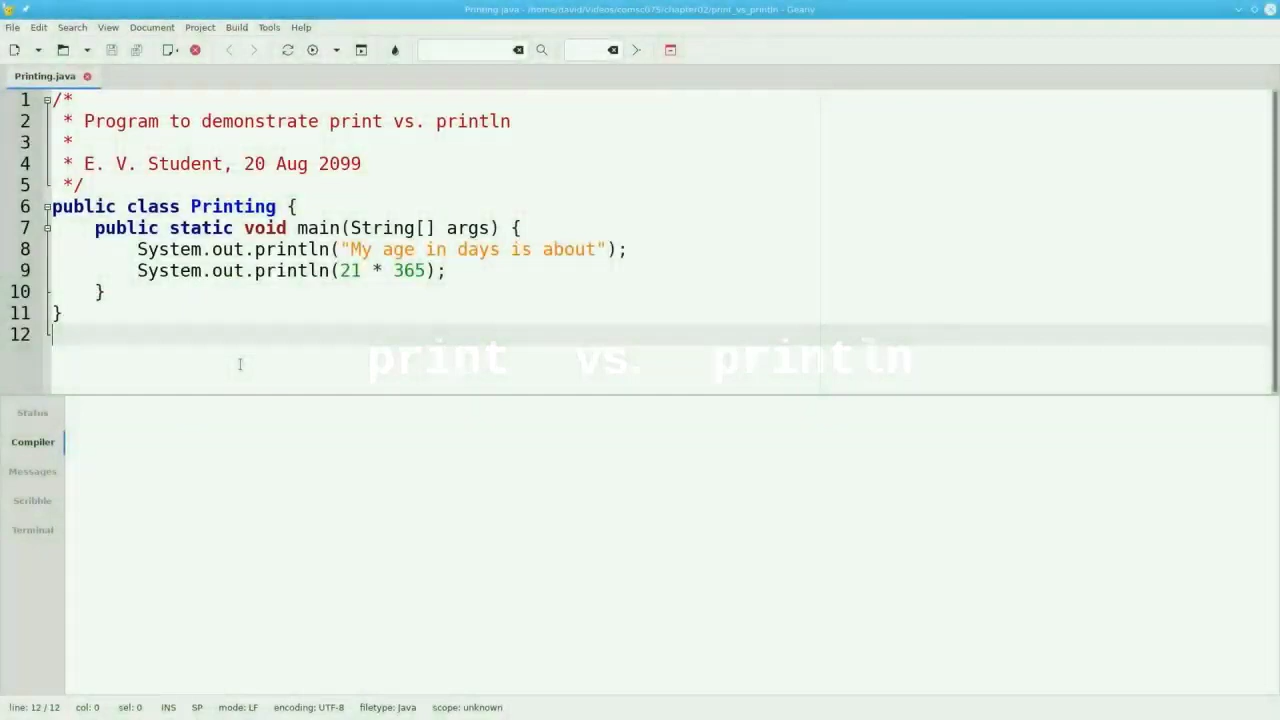 Printing.java - /home/david/Videos/comsc075/chapter02/print_vs_println - Geany
File Edit Search View Document Project Build Tools Help
Printing.java
1 /*
2  * Program to demonstrate print vs. println
3  *
4  * E. V. Student, 20 Aug 2099
5  */
6 public class Printing {
7     public static void main(String[] args) {
8         System.out.println("My age in days is about");
9         System.out.println(21 * 365);
10     }
11 }
12
print vs. println
Status
Compiler
Messages
Scribble
Terminal
line: 12 / 12 col: 0 sel: 0 INS SP mode: LF encoding: UTF-8 filetype: Java scope: unknown